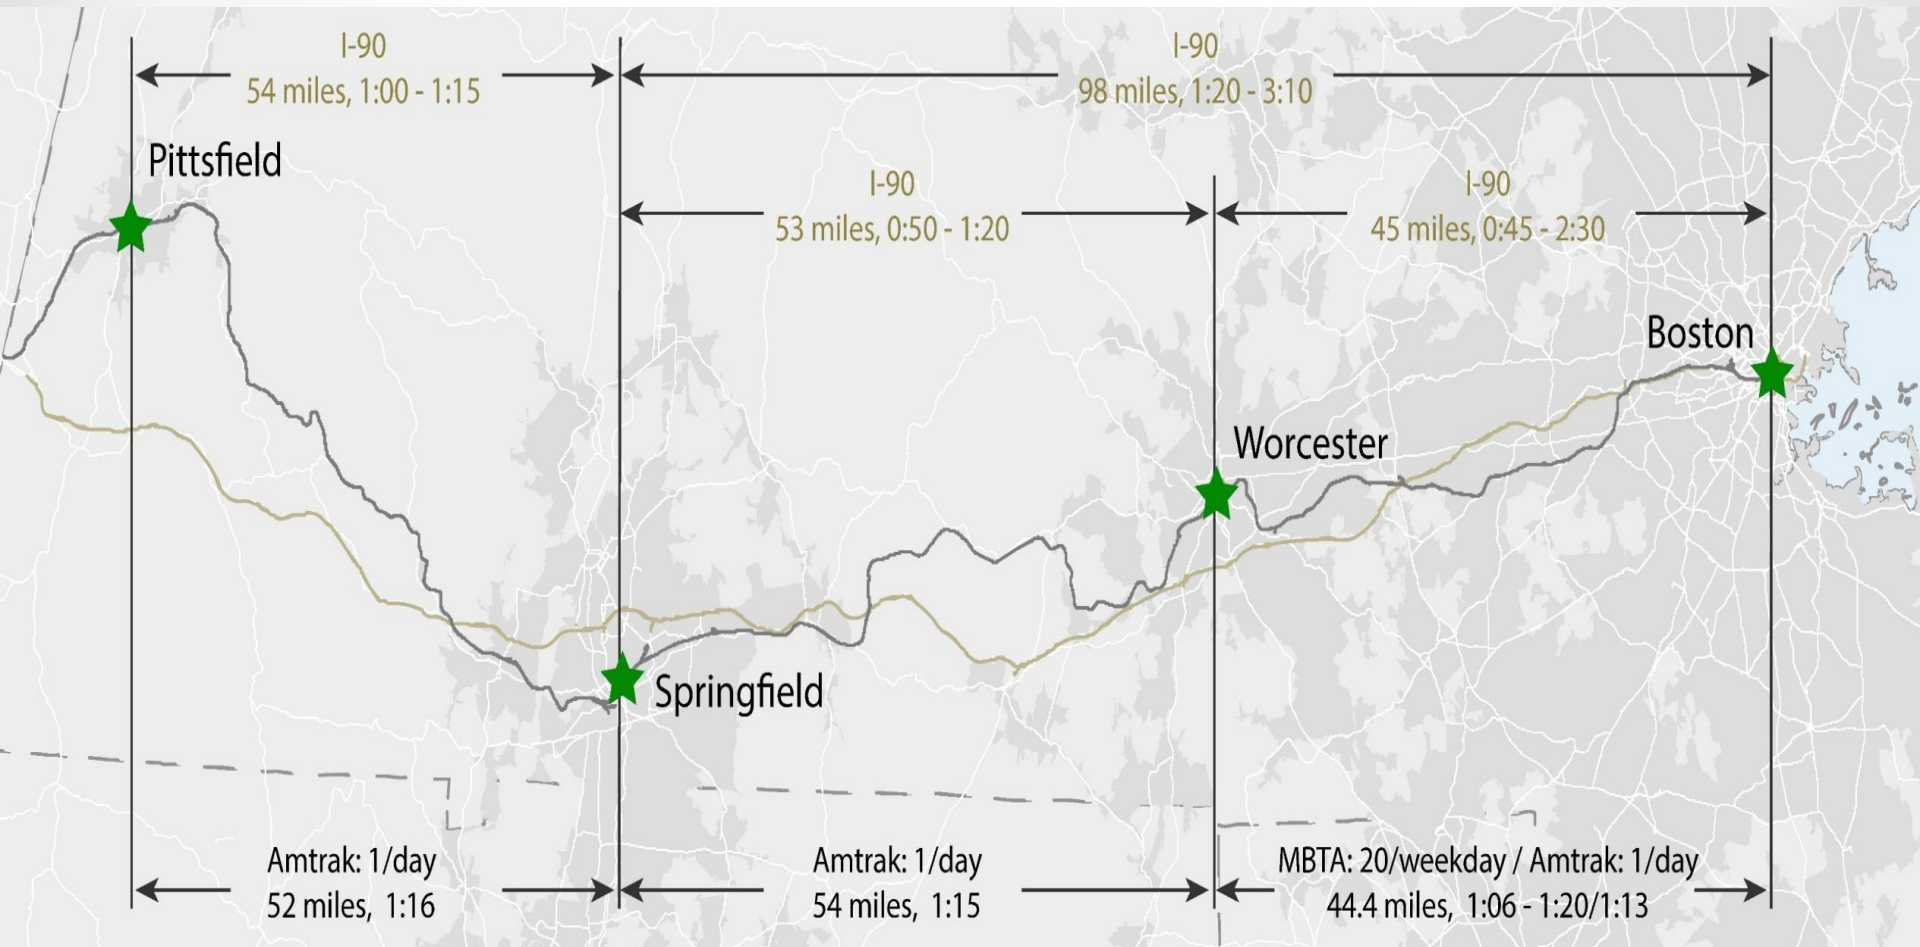 I-90
54 miles, 1:00 - 1:15
I-90
98 miles, 1:20 - 3:10
Pittsfield
I-90
53 miles, 0:50 - 1:20
I-90
45 miles, 0:45 - 2:30
Boston
Worcester
Springfield
Amtrak: 1/day
52 miles, 1:16
Amtrak: 1/day
54 miles, 1:15
MBTA: 20/weekday / Amtrak: 1/day
44.4 miles, 1:06 - 1:20/1:13